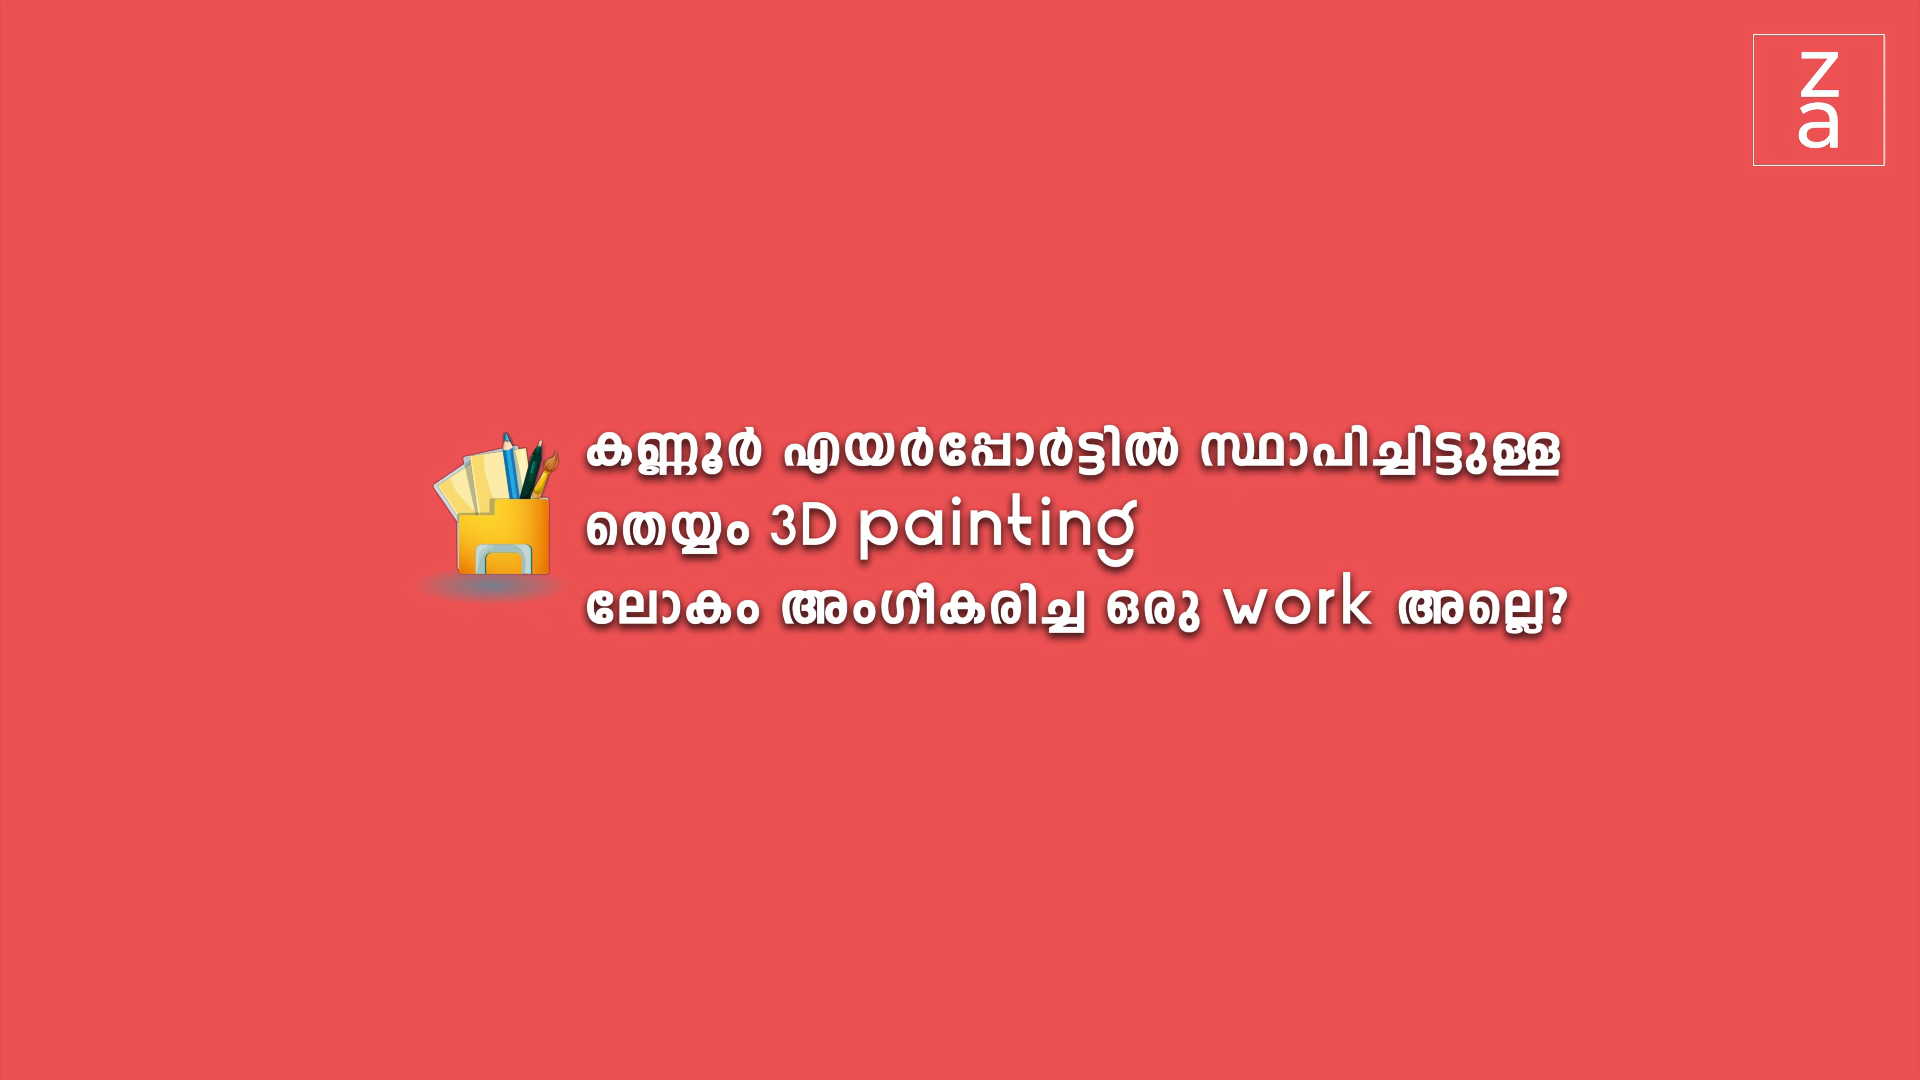 za
കണ്ണൂർ എയർപ്പോർട്ടിൽ സ്ഥാപിച്ചിട്ടുള്ള
തെയ്യം 3D painting
ലോകം അംഗീകരിച്ച ഒരു work അല്ലെ?